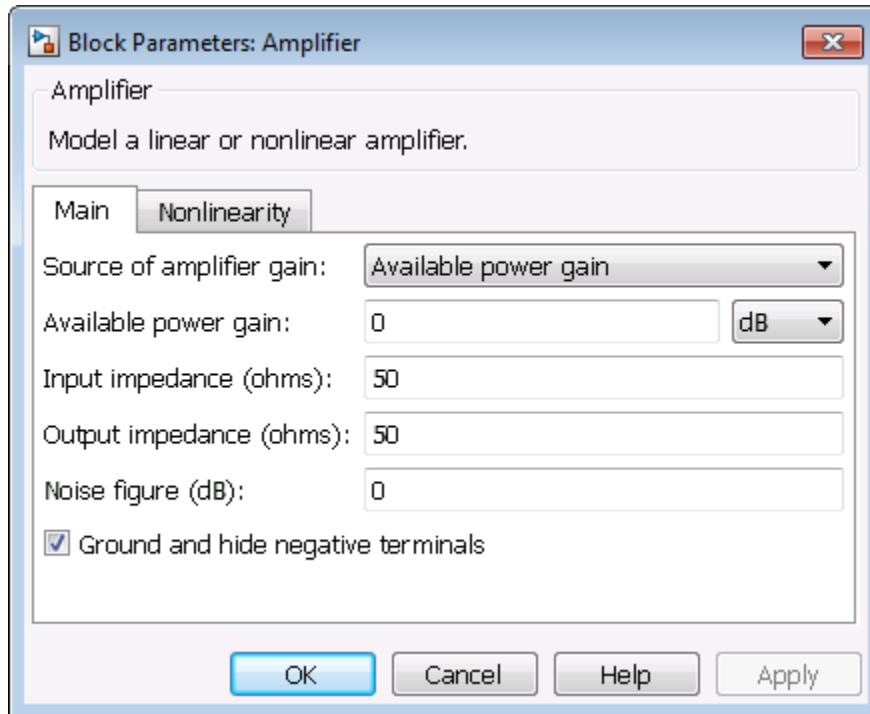 Block Parameters: Amplifier
Amplifier
Model a linear or nonlinear amplifier.
Main Nonlinearity
Source of amplifier gain: Available power gain
Available power gain: 0 dB
Input impedance (ohms): 50
Output impedance (ohms): 50
Noise figure (dB): 0
Ground and hide negative terminals
OK Cancel Help Apply